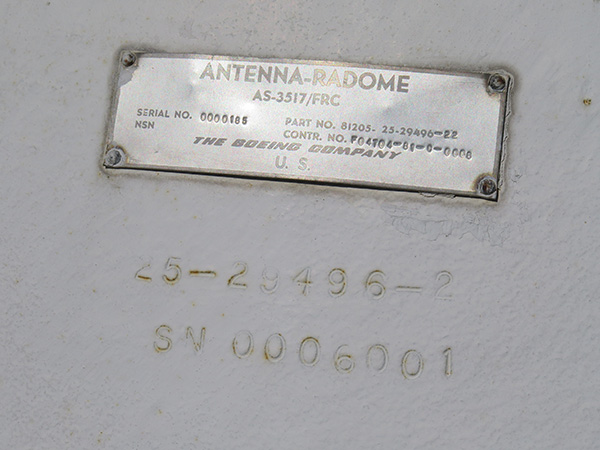 ANTENNA-RADOME
AS-3517/FRC
SERIAL NO. 0000185 PART NO. 81205- 25-29496-22
NSN CONTR. NO. F04704-81-C-0008
THE BOEING COMPANY
U. S.
25-29496-2
SN 0006001